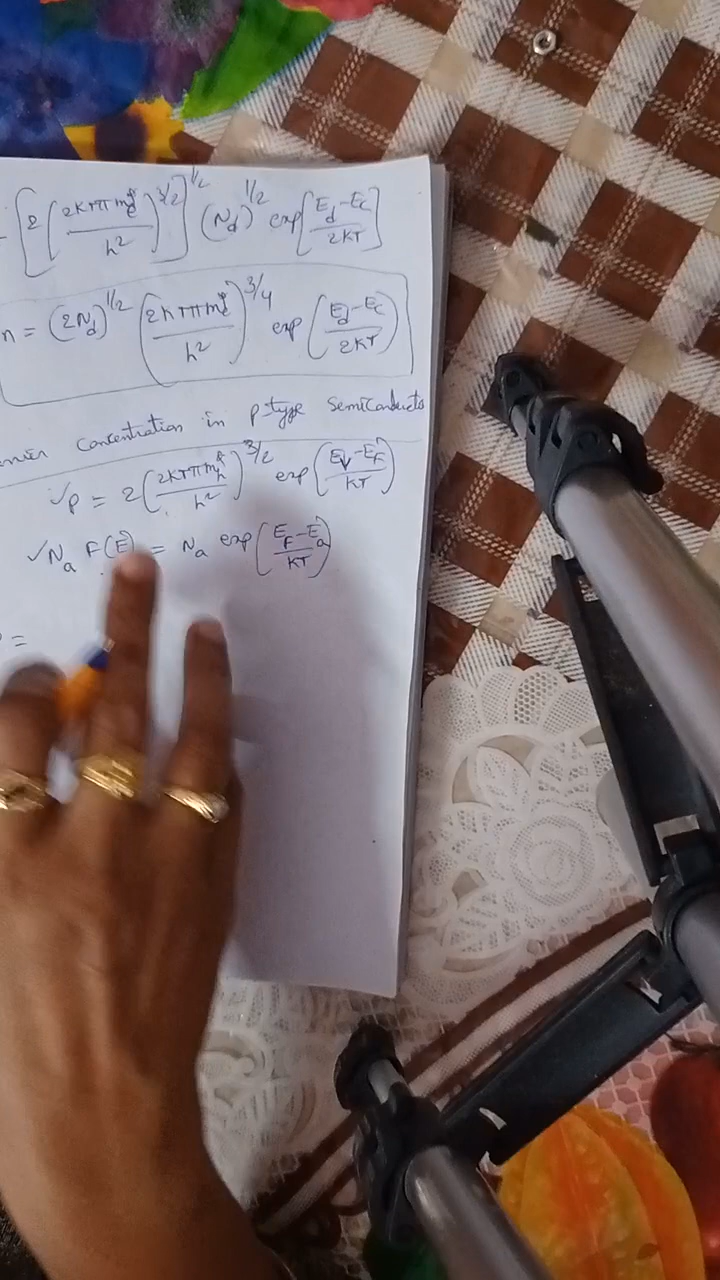 [2(2KTπm*e/h²)^3/2]^1/2 (Nd)^1/2 exp[Ed-Ec/2KT]
n = (2Nd)^1/2 (2KTπm*e/h²)^3/4 exp(Ed-Ec/2KT)
Concentration in p type Semiconducto
✓p = 2(2KTπm*h/h²)^3/2 exp(Ev-EF/KT)
✓Na F(E) = Na exp(EF-Ea/KT)
=